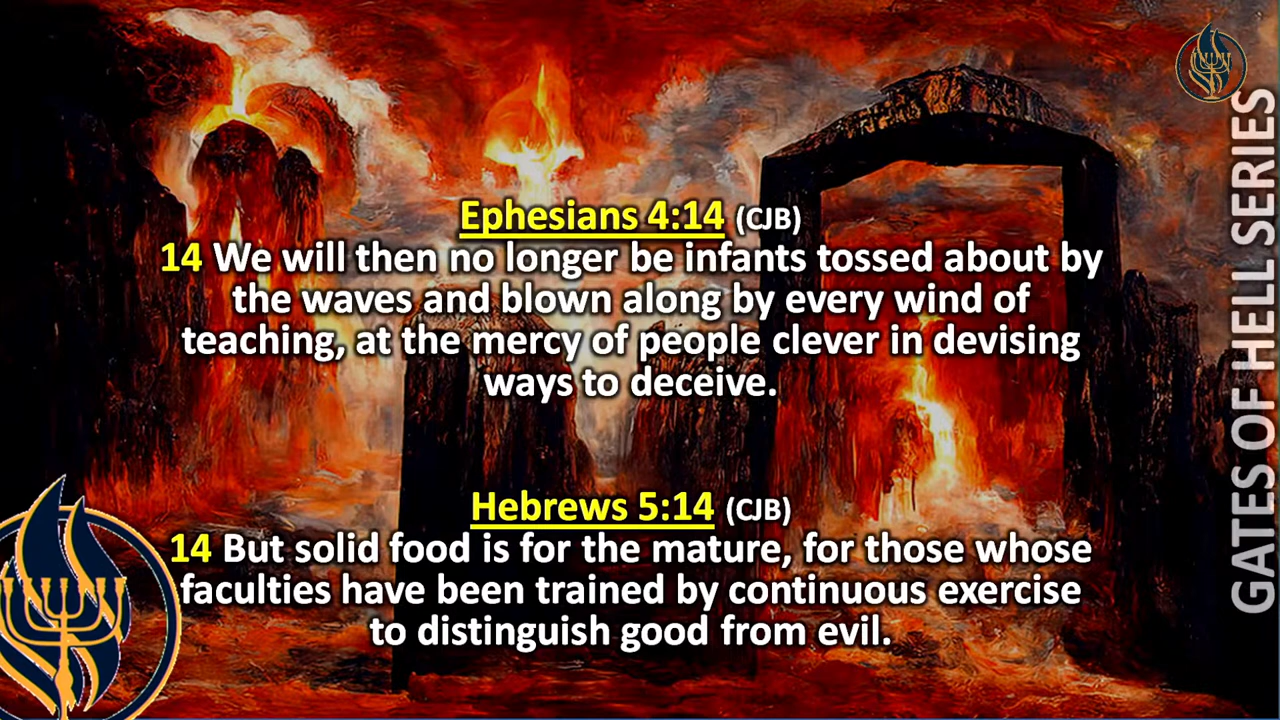 Ephesians 4:14 (CJB)
14 We will then no longer be infants tossed about by
the waves and blown along by every wind of
teaching, at the mercy of people clever in devising
ways to deceive.
Hebrews 5:14 (CJB)
14 But solid food is for the mature, for those whose
faculties have been trained by continuous exercise
to distinguish good from evil.
GATES OF HELL SERIES